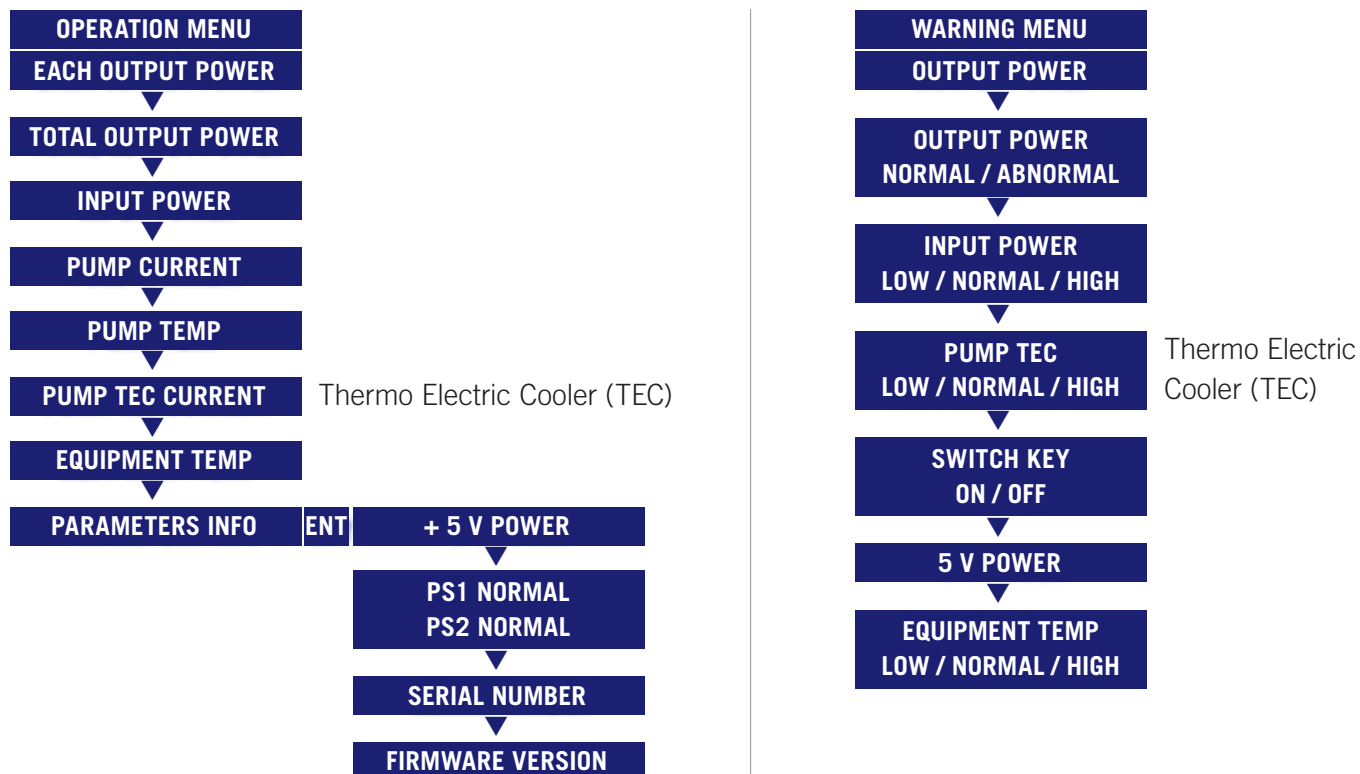 OPERATION MENU
EACH OUTPUT POWER
TOTAL OUTPUT POWER
INPUT POWER
PUMP CURRENT
PUMP TEMP
PUMP TEC CURRENT
Thermo Electric Cooler (TEC)
EQUIPMENT TEMP
PARAMETERS INFO
ENT
+ 5 V POWER
PS1 NORMAL
PS2 NORMAL
SERIAL NUMBER
FIRMWARE VERSION
WARNING MENU
OUTPUT POWER
OUTPUT POWER
NORMAL / ABNORMAL
INPUT POWER
LOW / NORMAL / HIGH
PUMP TEC
LOW / NORMAL / HIGH
Thermo Electric
Cooler (TEC)
SWITCH KEY
ON / OFF
5 V POWER
EQUIPMENT TEMP
LOW / NORMAL / HIGH